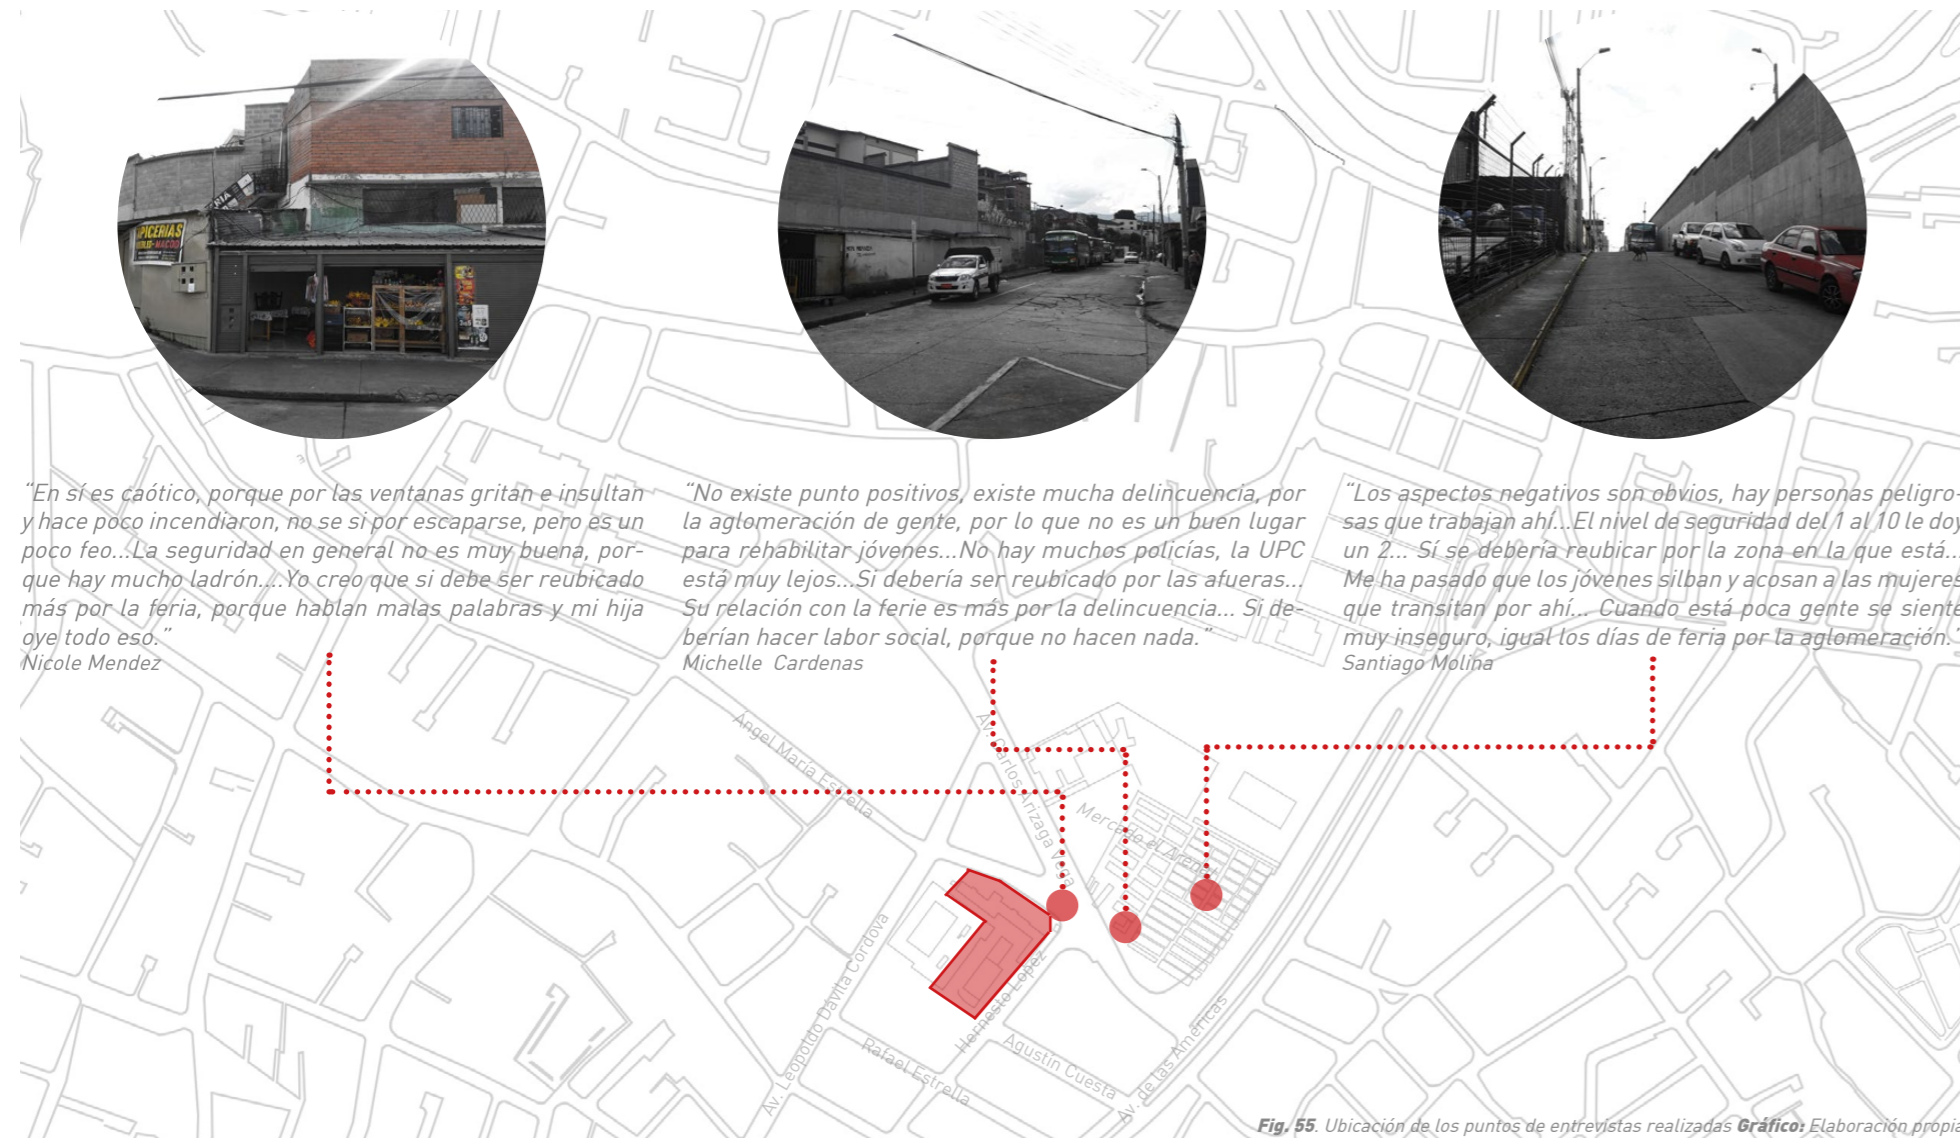 PICERIAS
“En sí es caótico, porque por las ventanas gritan e insultan
y hace poco incendiaron, no se si por escaparse, pero es un
poco feo...La seguridad en general no es muy buena, por-
que hay mucho ladrón....Yo creo que si debe ser reubicado
más por la feria, porque hablan malas palabras y mi hija
oye todo eso.”
Nicole Mendez
“No existe punto positivos, existe mucha delincuencia, por
la aglomeración de gente, por lo que no es un buen lugar
para rehabilitar jóvenes...No hay muchos policías, la UPC
está muy lejos...Si debería ser reubicado por las afueras...
Su relación con la ferie es más por la delincuencia... Si de-
berían hacer labor social, porque no hacen nada.”
Michelle Cardenas
“Los aspectos negativos son obvios, hay personas peligro-
sas que trabajan ahí...El nivel de seguridad del 1 al 10 le doy
un 2... Sí se debería reubicar por la zona en la que está...
Me ha pasado que los jóvenes silban y acosan a las mujeres
que transitan por ahí... Cuando está poca gente se siente
muy inseguro, igual los días de feria por la aglomeración.”
Santiago Molina
Ángel María Estrella
Av. Carlos Arizaga Vega
Mercado el Arenal
Av. Leopoldo Dávila Cordova
Hernesto Lopez
Rafael Estrella
Agustín Cuesta
Av. de las Américas
Fig. 55. Ubicación de los puntos de entrevistas realizadas Gráfico: Elaboración propi